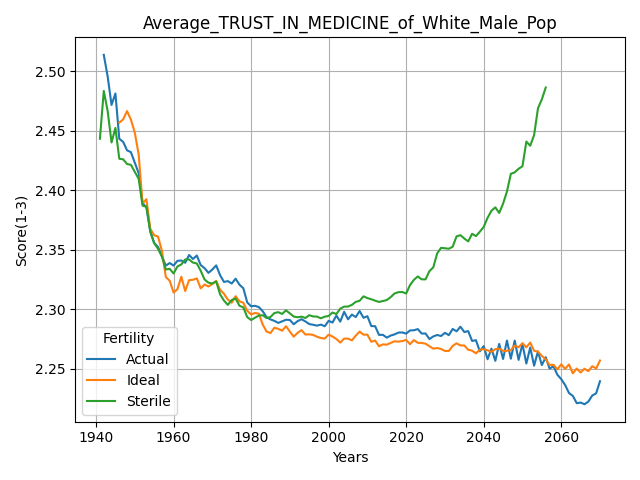 Average_TRUST_IN_MEDICINE_of_White_Male_Pop
Score(1-3)
2.50
2.45
2.40
2.35
2.30
2.25
Fertility
Actual
Ideal
Sterile
1940 1960 1980 2000 2020 2040 2060
Years